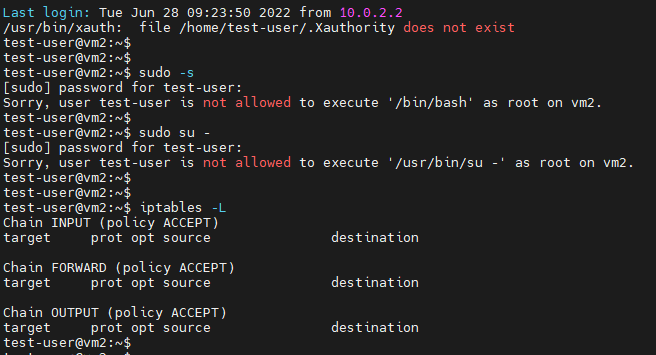 Last login: Tue Jun 28 09:23:50 2022 from 10.0.2.2
/usr/bin/xauth:  file /home/test-user/.Xauthority does not exist
test-user@vm2:~$
test-user@vm2:~$
test-user@vm2:~$ sudo -s
[sudo] password for test-user:
Sorry, user test-user is not allowed to execute '/bin/bash' as root on vm2.
test-user@vm2:~$
test-user@vm2:~$ sudo su -
[sudo] password for test-user:
Sorry, user test-user is not allowed to execute '/usr/bin/su -' as root on vm2.
test-user@vm2:~$
test-user@vm2:~$
test-user@vm2:~$ iptables -L
Chain INPUT (policy ACCEPT)
target     prot opt source               destination

Chain FORWARD (policy ACCEPT)
target     prot opt source               destination

Chain OUTPUT (policy ACCEPT)
target     prot opt source               destination
test-user@vm2:~$